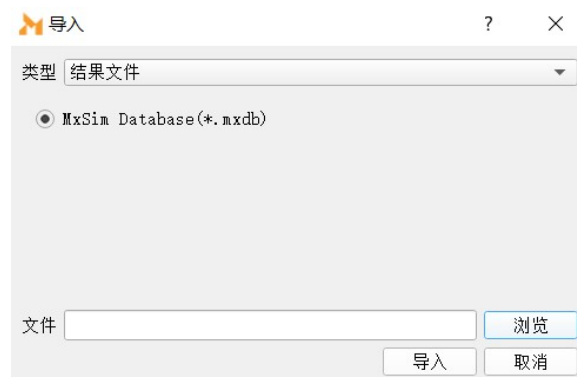 导入
类型 结果文件
MxSim Database(*.mxdb)
文件 浏览
导入 取消